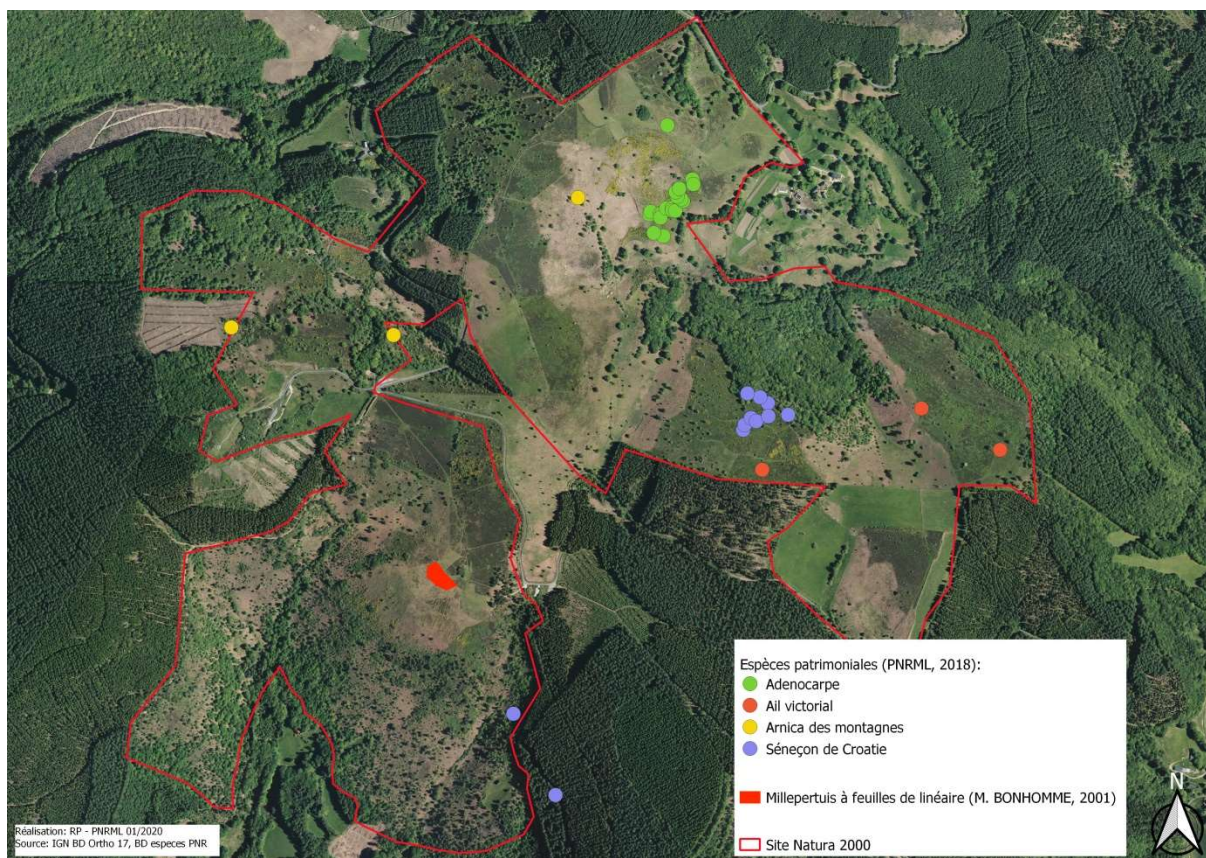 Espèces patrimoniales (PNRML, 2018):
Adenocarpe
Ail victorial
Arnica des montagnes
Séneçon de Croatie
Millepertuis à feuilles de linéaire (M. BONHOMME, 2001)
Site Natura 2000
N
Réalisation: RP - PNRML 01/2020
Source: IGN BD Ortho 17, BD especes PNR